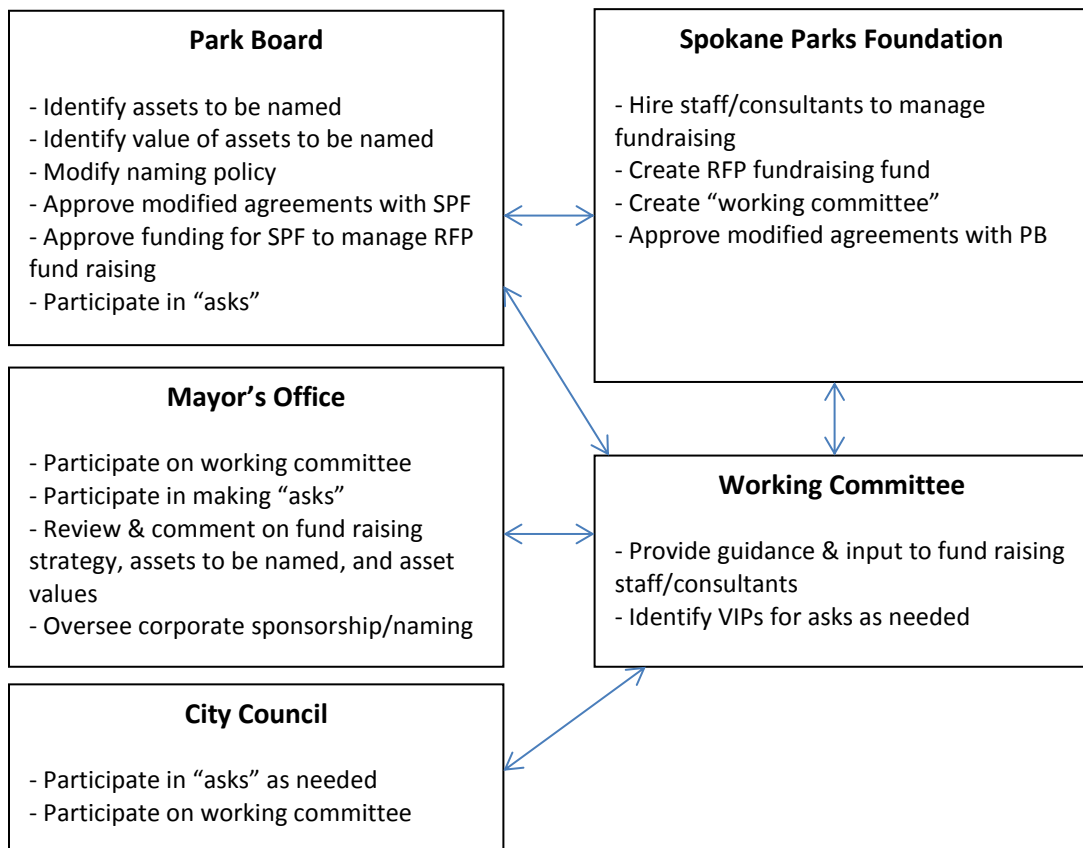 Park Board
- Identify assets to be named
- Identify value of assets to be named
- Modify naming policy
- Approve modified agreements with SPF
- Approve funding for SPF to manage RFP
fund raising
- Participate in “asks”
Spokane Parks Foundation
- Hire staff/consultants to manage
fundraising
- Create RFP fundraising fund
- Create “working committee”
- Approve modified agreements with PB
Mayor’s Office
- Participate on working committee
- Participate in making “asks”
- Review & comment on fund raising
strategy, assets to be named, and asset
values
- Oversee corporate sponsorship/naming
Working Committee
- Provide guidance & input to fund raising
staff/consultants
- Identify VIPs for asks as needed
City Council
- Participate in “asks” as needed
- Participate on working committee